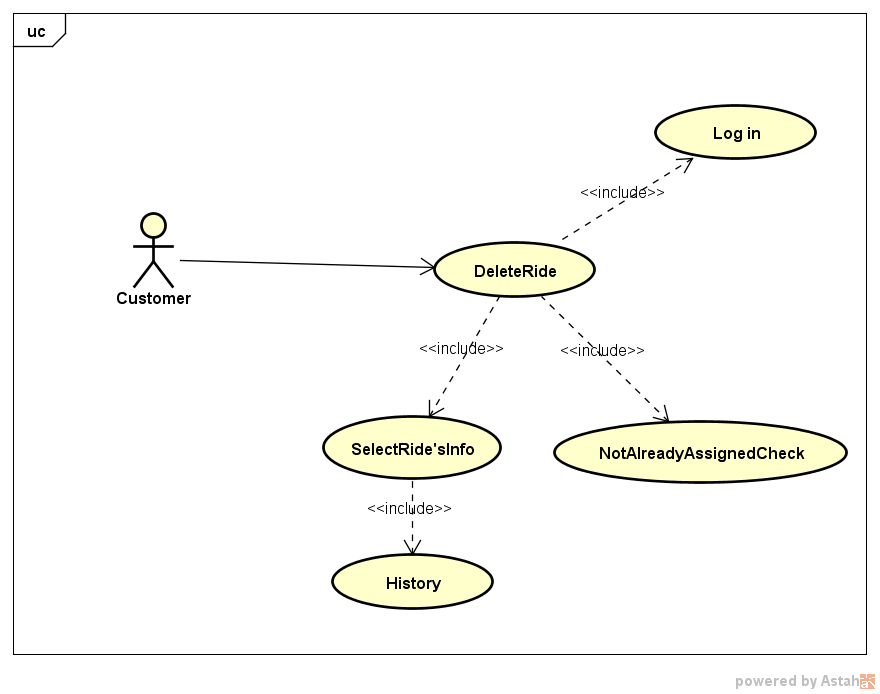 uc
Log in
<<include>>
DeleteRide
Customer
<<include>>
<<include>>
SelectRide'sInfo
NotAlreadyAssignedCheck
<<include>>
History
powered by Astah